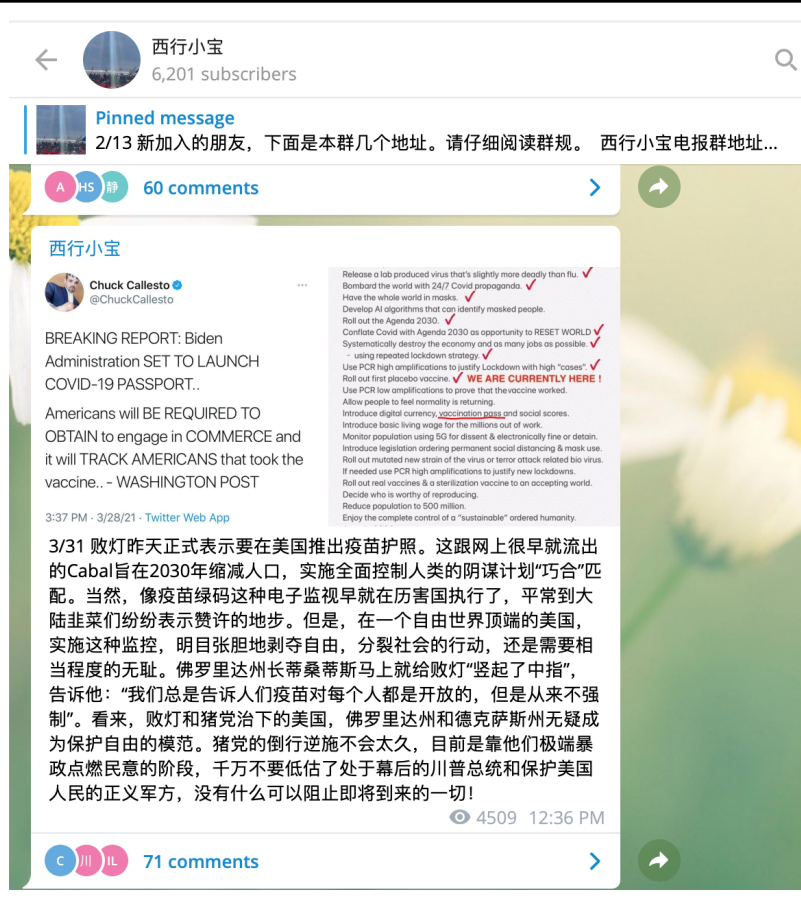 西行小宝
6,201 subscribers
Pinned message
2/13 新加入的朋友，下面是本群几个地址。请仔细阅读群规。 西行小宝电报群地址...
A HS 静 60 comments
西行小宝
Chuck Callesto
@ChuckCallesto
BREAKING REPORT: Biden
Administration SET TO LAUNCH
COVID-19 PASSPORT..
Americans will BE REQUIRED TO
OBTAIN to engage in COMMERCE and
it will TRACK AMERICANS that took the
vaccine.. - WASHINGTON POST
3:37 PM · 3/28/21 · Twitter Web App
Release a lab produced virus that's slightly more deadly than flu.
Bombard the world with 24/7 Covid propaganda.
Have the whole world in masks.
Develop AI algorithms that can identify masked people.
Roll out the Agenda 2030.
Conflate Covid with Agenda 2030 as opportunity to RESET WORLD
Systematically destroy the economy and as many jobs as possible.
- using repeated lockdown strategy.
Use PCR high amplifications to justify Lockdown with high "cases".
Roll out first placebo vaccine. WE ARE CURRENTLY HERE !
Use PCR low amplifications to prove that thevaccine worked.
Allow people to feel normality is returning.
Introduce digital currency, vaccination pass and social scores.
Introduce basic living wage for the millions out of work.
Monitor population using 5G for dissent & electronically fine or detain.
Introduce legislation ordering permanent social distancing & mask use.
Roll out mutated new strain of the virus or terror attack related bio virus.
If needed use PCR high amplifications to justify new lockdowns.
Roll out real vaccines & a sterilization vaccine to an accepting world.
Decide who is worthy of reproducing.
Reduce population to 500 million.
Enjoy the complete control of a "sustainable" ordered humanity.
3/31 败灯昨天正式表示要在美国推出疫苗护照。这跟网上很早就流出
的Cabal旨在2030年缩减人口，实施全面控制人类的阴谋计划“巧合”匹
配。当然，像疫苗绿码这种电子监视早就在历害国执行了，平常到大
陆韭菜们纷纷表示赞许的地步。但是，在一个自由世界顶端的美国，
实施这种监控，明目张胆地剥夺自由，分裂社会的行动，还是需要相
当程度的无耻。佛罗里达州长蒂桑蒂斯马上就给败灯“竖起了中指”，
告诉他：“我们总是告诉人们疫苗对每个人都是开放的，但是从来不强
制”。看来，败灯和猪党治下的美国，佛罗里达州和德克萨斯州无疑成
为保护自由的模范。猪党的倒行逆施不会太久，目前是靠他们极端暴
政点燃民意的阶段，千万不要低估了处于幕后的川普总统和保护美国
人民的正义军方，没有什么可以阻止即将到来的一切！
4509 12:36 PM
C 川 IL 71 comments